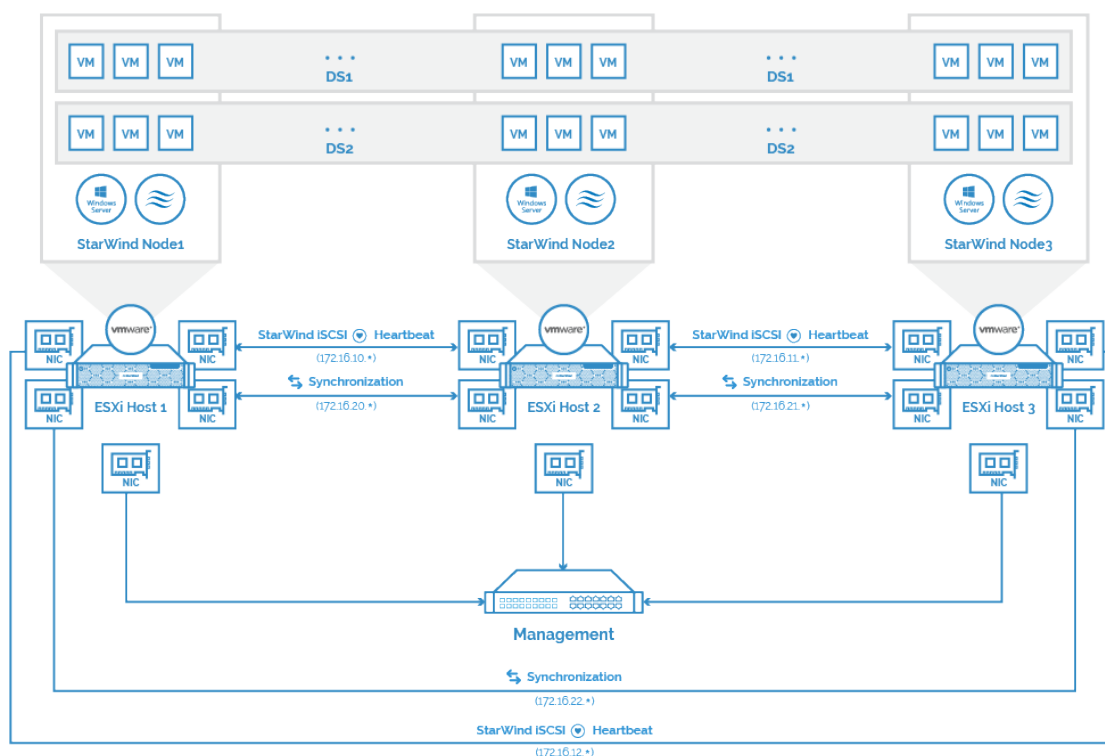 VM VM VM VM VM VM VM VM VM
DS1 DS1
VM VM VM VM VM VM VM VM VM
DS2 DS2
Windows Server Windows Server Windows Server
StarWind Node1 StarWind Node2 StarWind Node3
vmware vmware vmware
StarWind iSCSI Heartbeat StarWind iSCSI Heartbeat
NIC NIC NIC NIC NIC
(172.16.10.*) (172.16.11.*)
Synchronization Synchronization
ESXi Host 1 ESXi Host 2 ESXi Host 3
(172.16.20.*) (172.16.21.*)
NIC NIC NIC NIC NIC NIC
NIC NIC NIC
Management
Synchronization
(172.16.22.*)
StarWind iSCSI Heartbeat
(172.16.12.*)